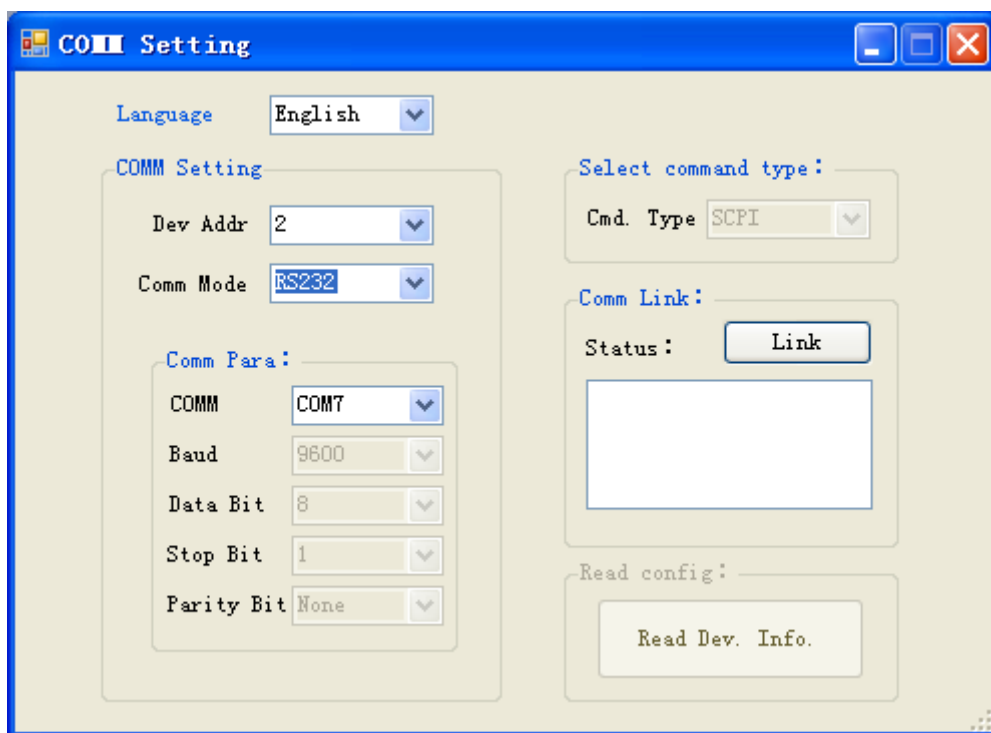 COMM Setting
Language English
COMM Setting
Dev Addr 2
Comm Mode RS232
Comm Para:
COMM COM7
Baud 9600
Data Bit 8
Stop Bit 1
Parity Bit None
Select command type:
Cmd. Type SCPI
Comm Link:
Status: Link
Read config:
Read Dev. Info.